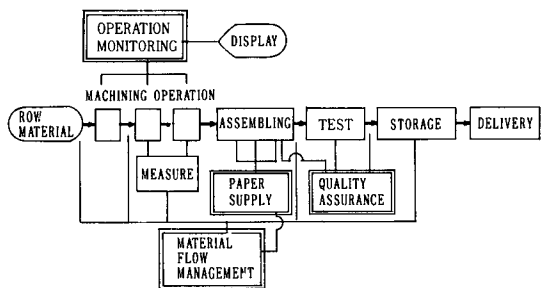 OPERATION
MONITORING
DISPLAY
MACHINING OPERATION
ROW
MATERIAL
ASSEMBLING
TEST
STORAGE
DELIVERY
MEASURE
PAPER
SUPPLY
QUALITY
ASSURANCE
MATERIAL
FLOW
MANAGEMENT